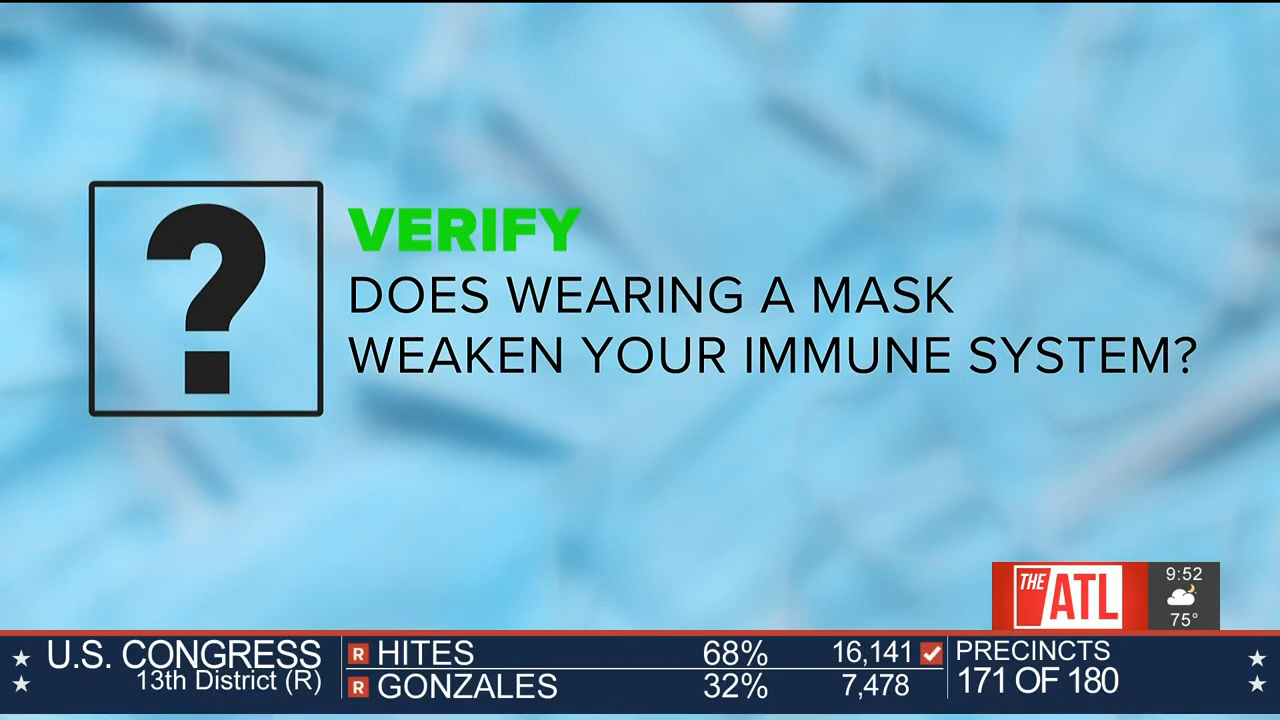 ?
VERIFY
DOES WEARING A MASK
WEAKEN YOUR IMMUNE SYSTEM?
THE ATL
9:52
75°
U.S. CONGRESS
13th District (R)
R HITES 68% 16,141
R GONZALES 32% 7,478
PRECINCTS
171 OF 180